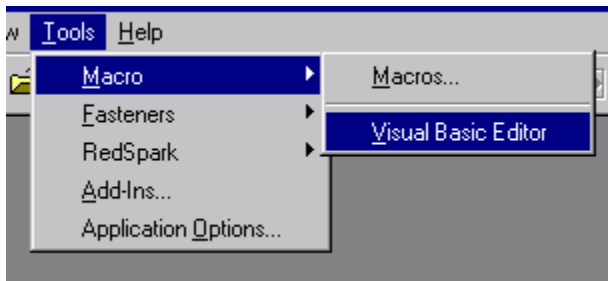 w Tools Help
Macro
Macros...
Fasteners
Visual Basic Editor
RedSpark
Add-Ins...
Application Options...